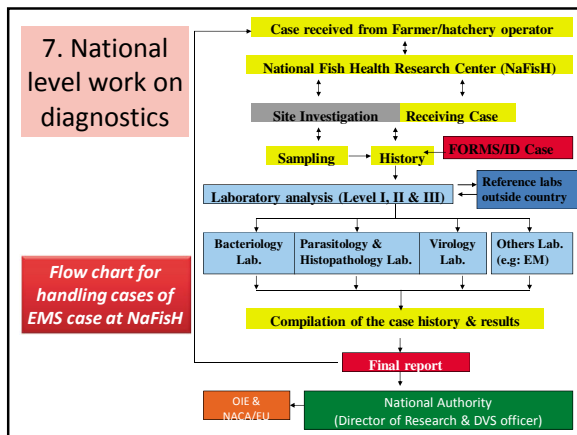 7. National
level work on
diagnostics
Case received from Farmer/hatchery operator
National Fish Health Research Center (NaFisH)
Site Investigation
Receiving Case
Sampling
History
FORMS/ID Case
Laboratory analysis (Level I, II & III)
Reference labs
outside country
Bacteriology
Lab.
Parasitology &
Histopathology Lab.
Virology
Lab.
Others Lab.
(e.g: EM)
Flow chart for
handling cases of
EMS case at NaFisH
Compilation of the case history & results
Final report
OIE &
NACA/EU
National Authority
(Director of Research & DVS officer)